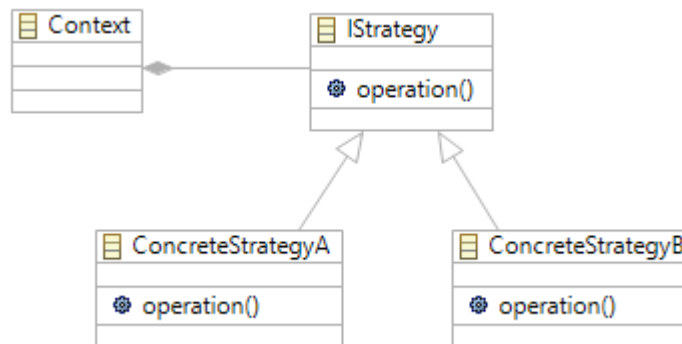 Context
IStrategy
operation()
ConcreteStrategyA
operation()
ConcreteStrategyB
operation()